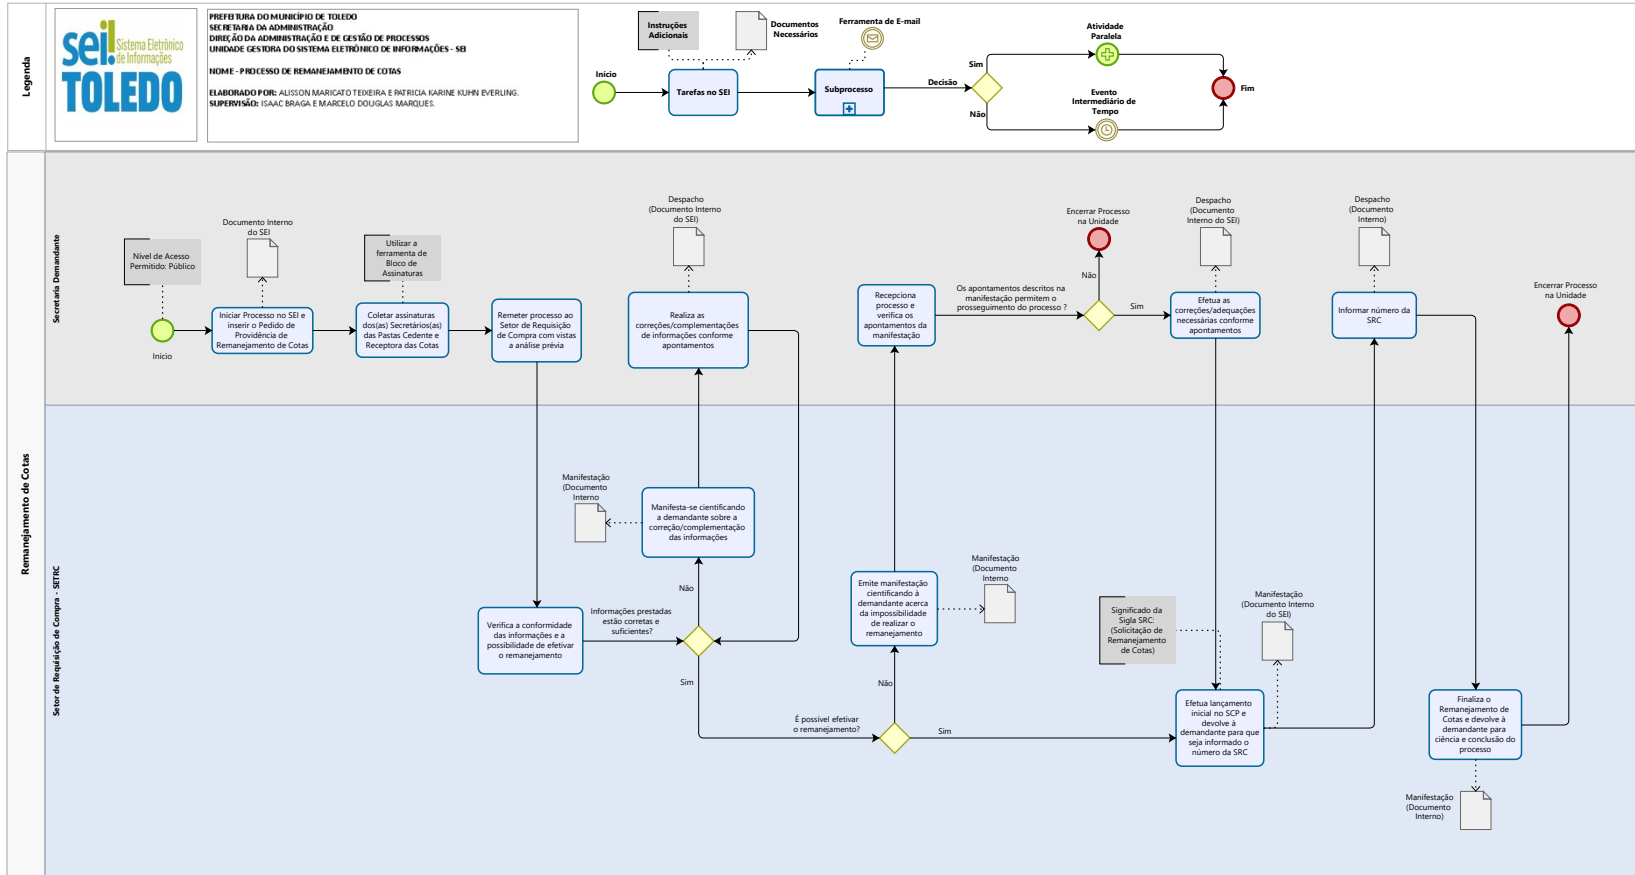 Legenda
sei! Sistema Eletrônico
de Informações
TOLEDO
PREFEITURA DO MUNICÍPIO DE TOLEDO
SECRETARIA DA ADMINISTRAÇÃO
DIREÇÃO DA ADMINISTRAÇÃO E DE GESTÃO DE PROCESSOS
UNIDADE GESTORA DO SISTEMA ELETRÔNICO DE INFORMAÇÕES - SEI
NOME - PROCESSO DE REMANEJAMENTO DE COTAS
ELABORADO POR: ALISSON MARICATO TEIXEIRA E PATRICIA KARINE KUHN EVERLING.
SUPERVISÃO: ISAAC BRAGA E MARCELO DOUGLAS MARQUES.
Início
Instruções
Adicionais
Documentos
Necessários
Tarefas no SEI
Ferramenta de E-mail
Subprocesso
Decisão
Sim
Não
Atividade
Paralela
Evento
Intermediário de
Tempo
Fim
Remanejamento de Cotas
Secretaria Demandante
Nível de Acesso
Permitido: Público
Início
Documento Interno
do SEI
Iniciar Processo no SEI e
inserir o Pedido de
Providência de
Remanejamento de Cotas
Utilizar a
ferramenta de
Bloco de
Assinaturas
Coletar assinaturas
dos(as) Secretários(as)
das Pastas Cedente e
Receptora das Cotas
Remeter processo ao
Setor de Requisição
de Compra com vistas
a análise prévia
Despacho
(Documento Interno
do SEI)
Realiza as
correções/complementações
de informações conforme
apontamentos
Recepciona
processo e
verifica os
apontamentos da
manifestação
Os apontamentos descritos na
manifestação permitem o
prosseguimento do processo ?
Encerrar Processo
na Unidade
Não
Sim
Despacho
(Documento
Interno do SEI)
Efetua as
correções/adequações
necessárias conforme
apontamentos
Despacho
(Documento
Interno)
Informar número da
SRC
Encerrar Processo
na Unidade
Setor de Requisição de Compra - SETRC
Manifestação
(Documento
Interno
Manifesta-se cientificando
a demandante sobre a
correção/complementação
das informações
Não
Verifica a conformidade
das informações e a
possibilidade de efetivar
o remanejamento
Informações prestadas
estão corretas e
suficientes?
Sim
Emite manifestação
cientificando à
demandante acerca
da impossibilidade
de realizar o
remanejamento
Manifestação
(Documento
Interno
Não
É possível efetivar
o remanejamento?
Sim
Significado da
Sigla SRC:
(Solicitação de
Remanejamento
de Cotas)
Manifestação
(Documento Interno
do SEI)
Efetua lançamento
inicial no SCP e
devolve à
demandante para que
seja informado o
número da SRC
Finaliza o
Remanejamento de
Cotas e devolve à
demandante para
ciência e conclusão do
processo
Manifestação
(Documento
Interno)